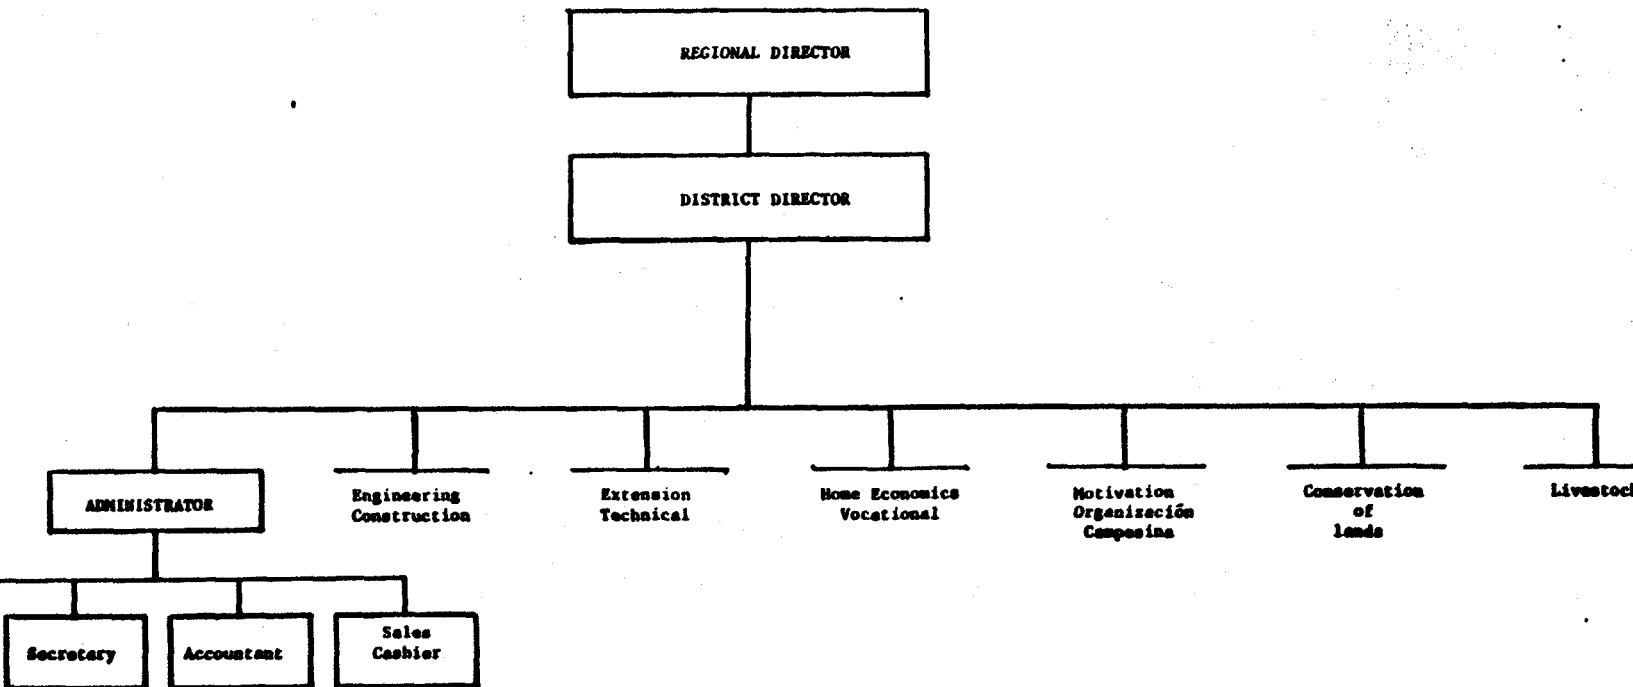 REGIONAL DIRECTOR
DISTRICT DIRECTOR
ADMINISTRATOR
Engineering
Construction
Extension
Technical
Home Economics
Vocational
Motivation
Organización
Campesina
Conservation
of
lands
Livestock
Secretary
Accountant
Sales
Cashier